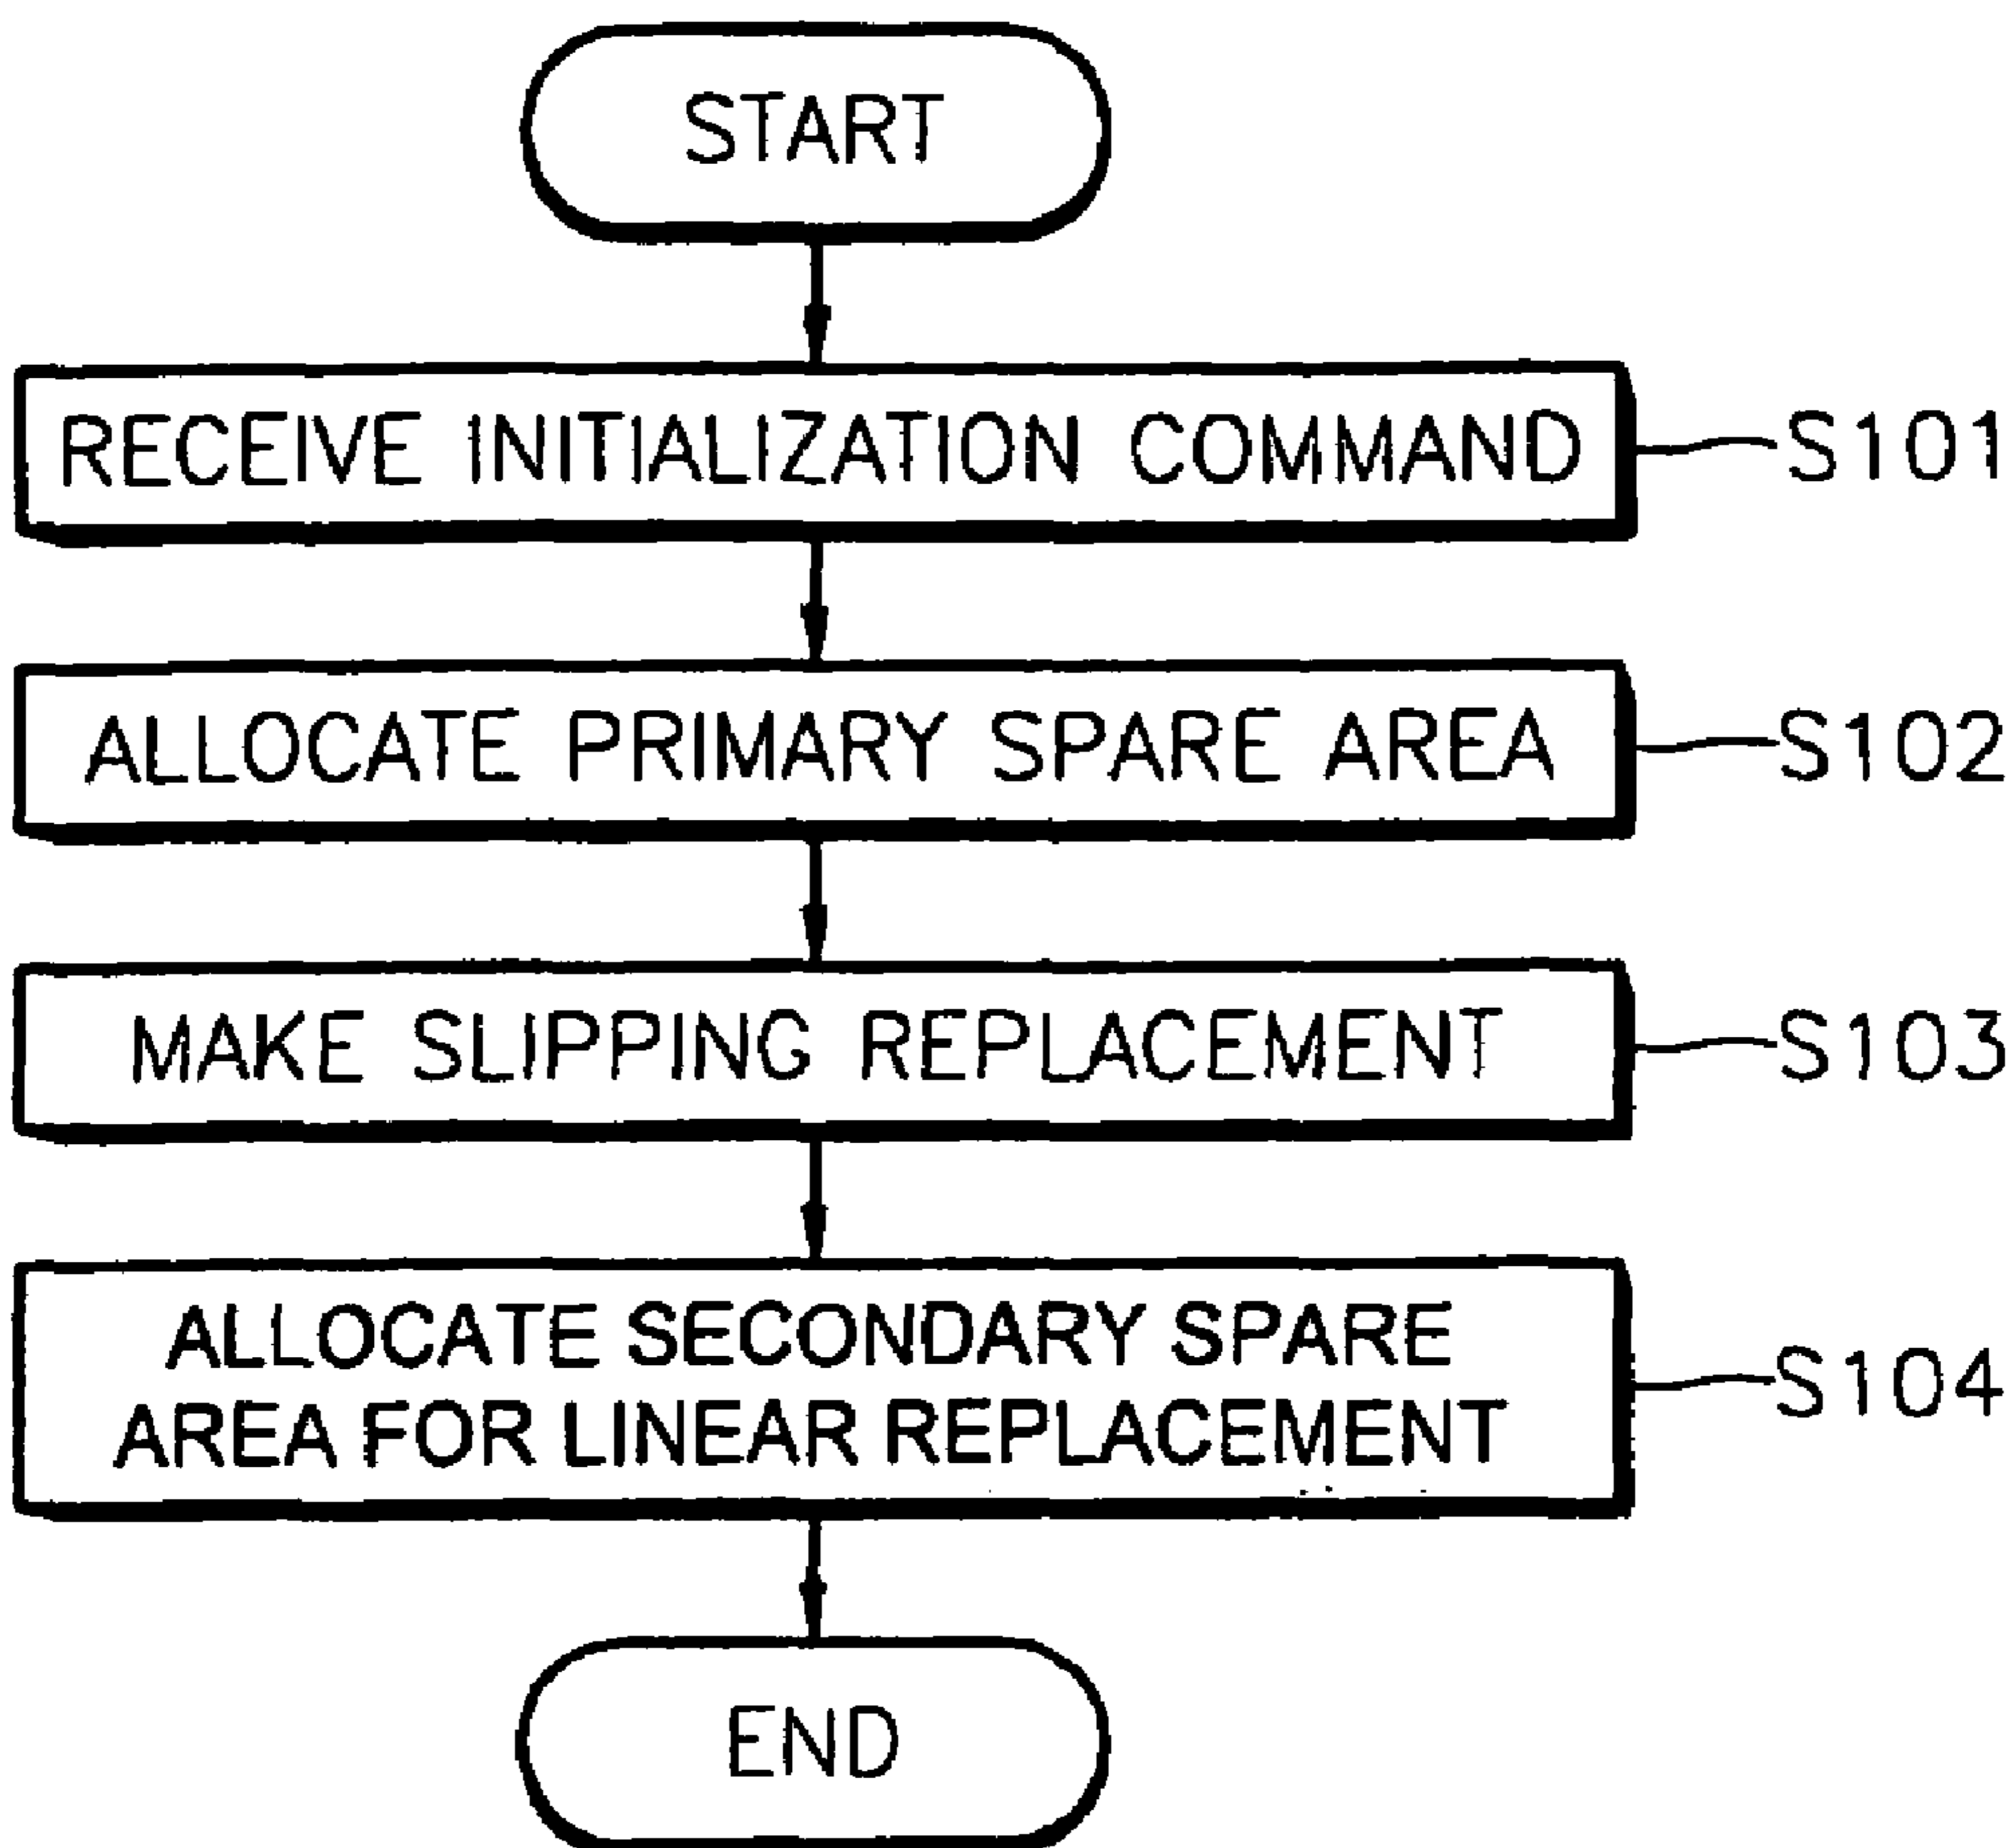 START
RECEIVE INITIALIZATION COMMAND
S101
ALLOCATE PRIMARY SPARE AREA
S102
MAKE SLIPPING REPLACEMENT
S103
ALLOCATE SECONDARY SPARE
AREA FOR LINEAR REPLACEMENT
S104
END